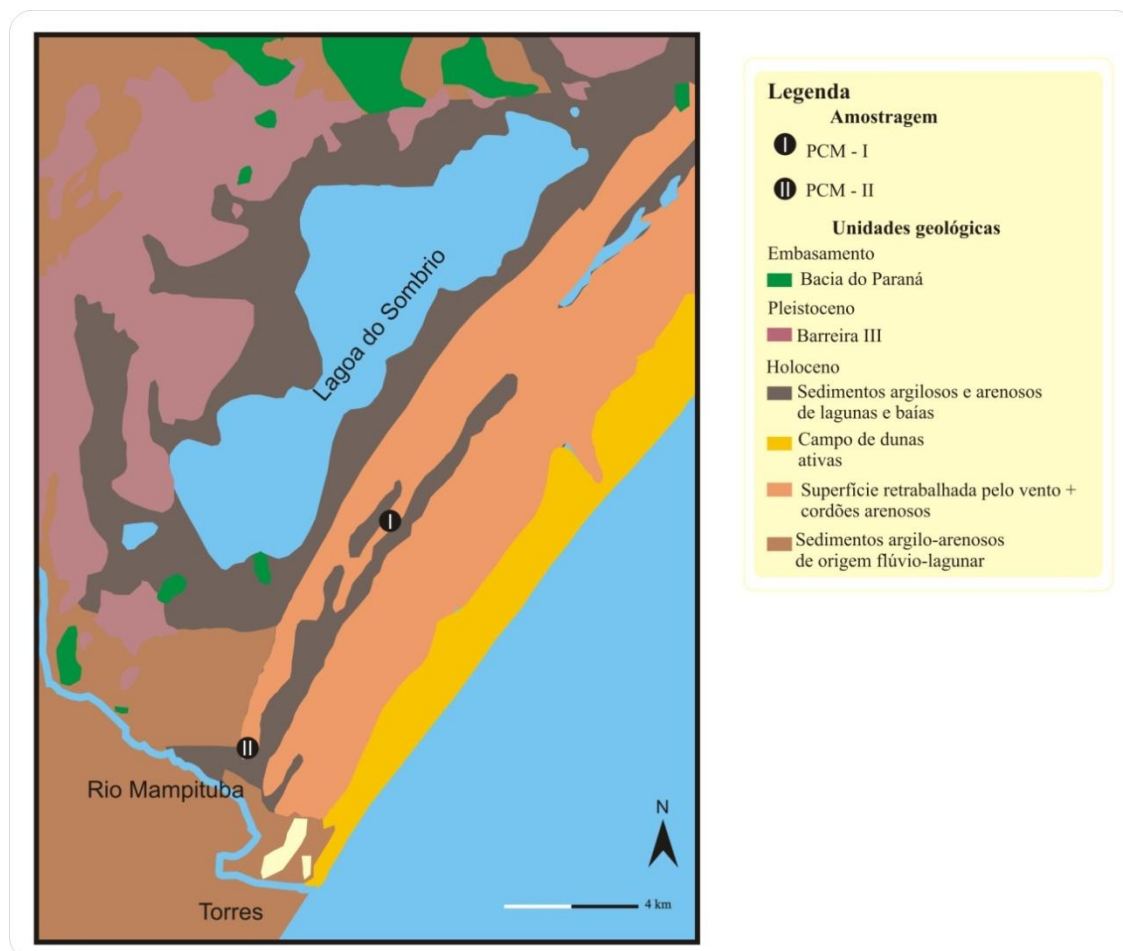 Lagoa do Sombrio
I
II
Rio Mampituba
Torres
N
4 km
Legenda
Amostragem
I PCM - I
II PCM - II
Unidades geológicas
Embasamento
Bacia do Paraná
Pleistoceno
Barreira III
Holoceno
Sedimentos argilosos e arenosos
de lagunas e baías
Campo de dunas
ativas
Superfície retrabalhada pelo vento +
cordões arenosos
Sedimentos argilo-arenosos
de origem flúvio-lagunar